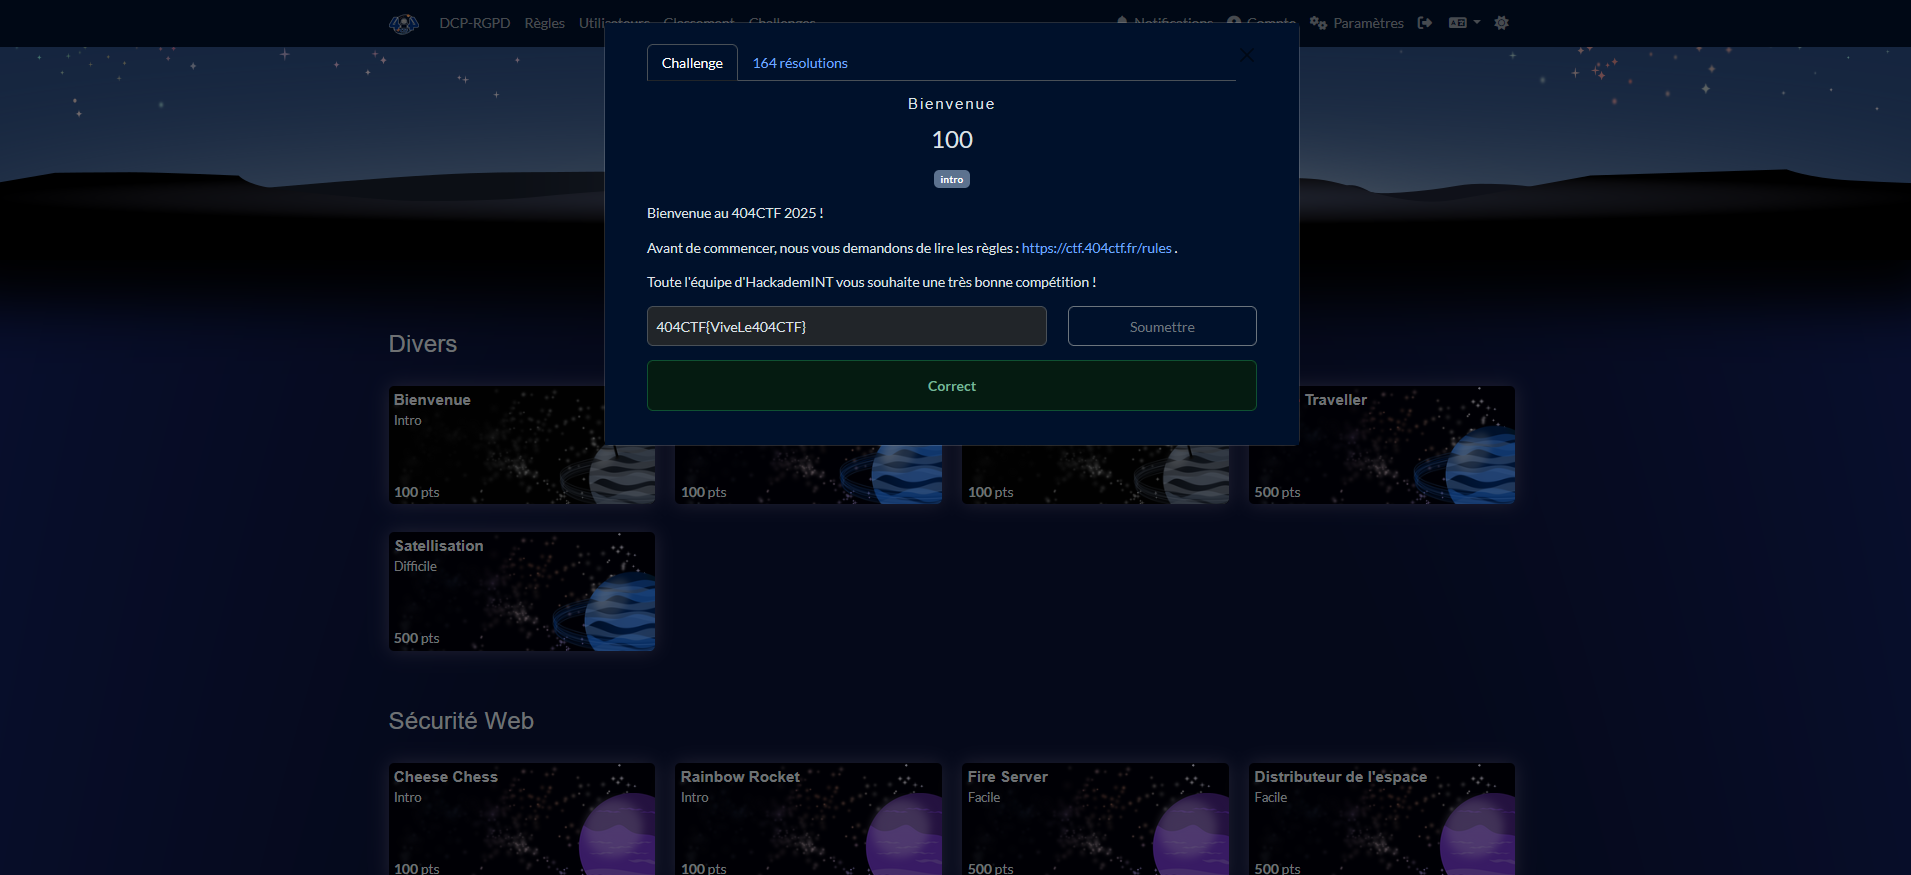 DCP-RGPD Règles Utilisateurs Classement Challenges Notifications Compte Paramètres
Challenge 164 résolutions
Bienvenue
100
intro
Bienvenue au 404CTF 2025 !
Avant de commencer, nous vous demandons de lire les règles : https://ctf.404ctf.fr/rules .
Toute l'équipe d'HackademINT vous souhaite une très bonne compétition !
404CTF{ViveLe404CTF}
Soumettre
Correct
Divers
Bienvenue
Intro
100 pts
100 pts
100 pts
Traveller
500 pts
Satellisation
Difficile
500 pts
Sécurité Web
Cheese Chess
Intro
100 pts
Rainbow Rocket
Intro
100 pts
Fire Server
Facile
500 pts
Distributeur de l'espace
Facile
500 pts